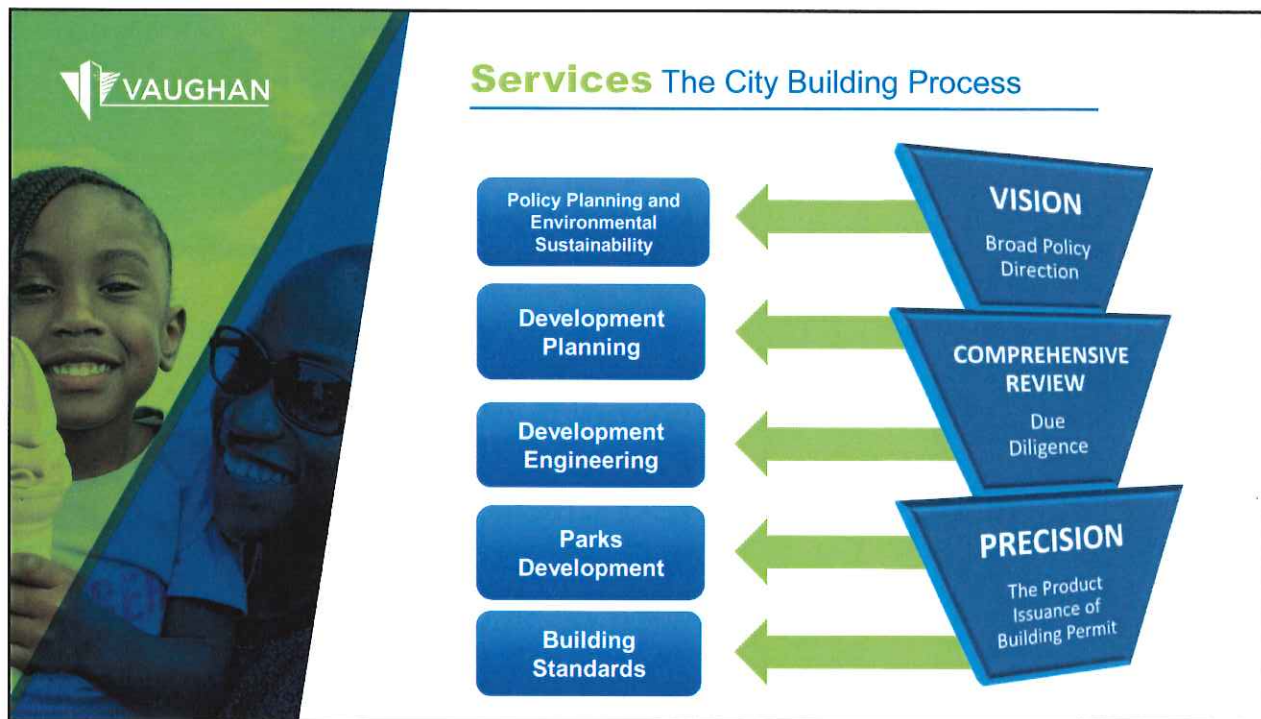 VAUGHAN
Services The City Building Process
Policy Planning and
Environmental
Sustainability
Development
Planning
Development
Engineering
Parks
Development
Building
Standards
VISION
Broad Policy
Direction
COMPREHENSIVE
REVIEW
Due
Diligence
PRECISION
The Product
Issuance of
Building Permit